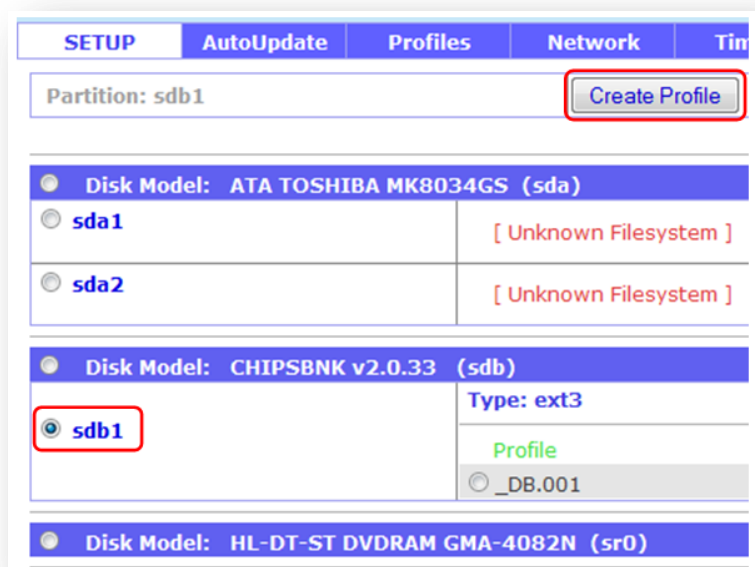 SETUP AutoUpdate Profiles Network Tim
Partition: sdb1 Create Profile
Disk Model: ATA TOSHIBA MK8034GS (sda)
sda1 [ Unknown Filesystem ]
sda2 [ Unknown Filesystem ]
Disk Model: CHIPSBNK v2.0.33 (sdb)
Type: ext3
sdb1
Profile
_DB.001
Disk Model: HL-DT-ST DVDRAM GMA-4082N (sr0)